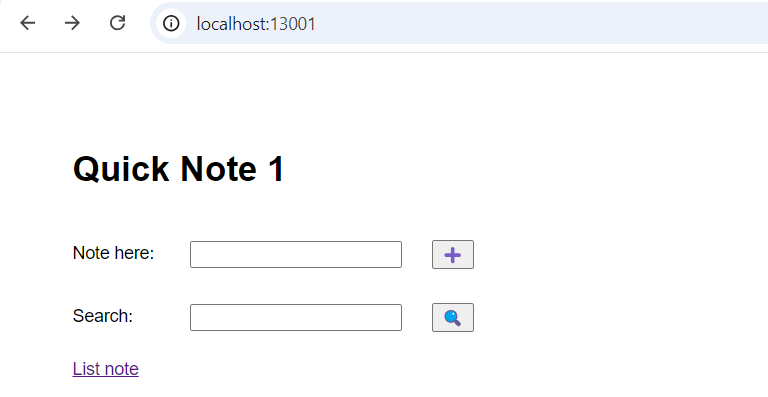 localhost:13001
Quick Note 1
Note here:
Search:
List note